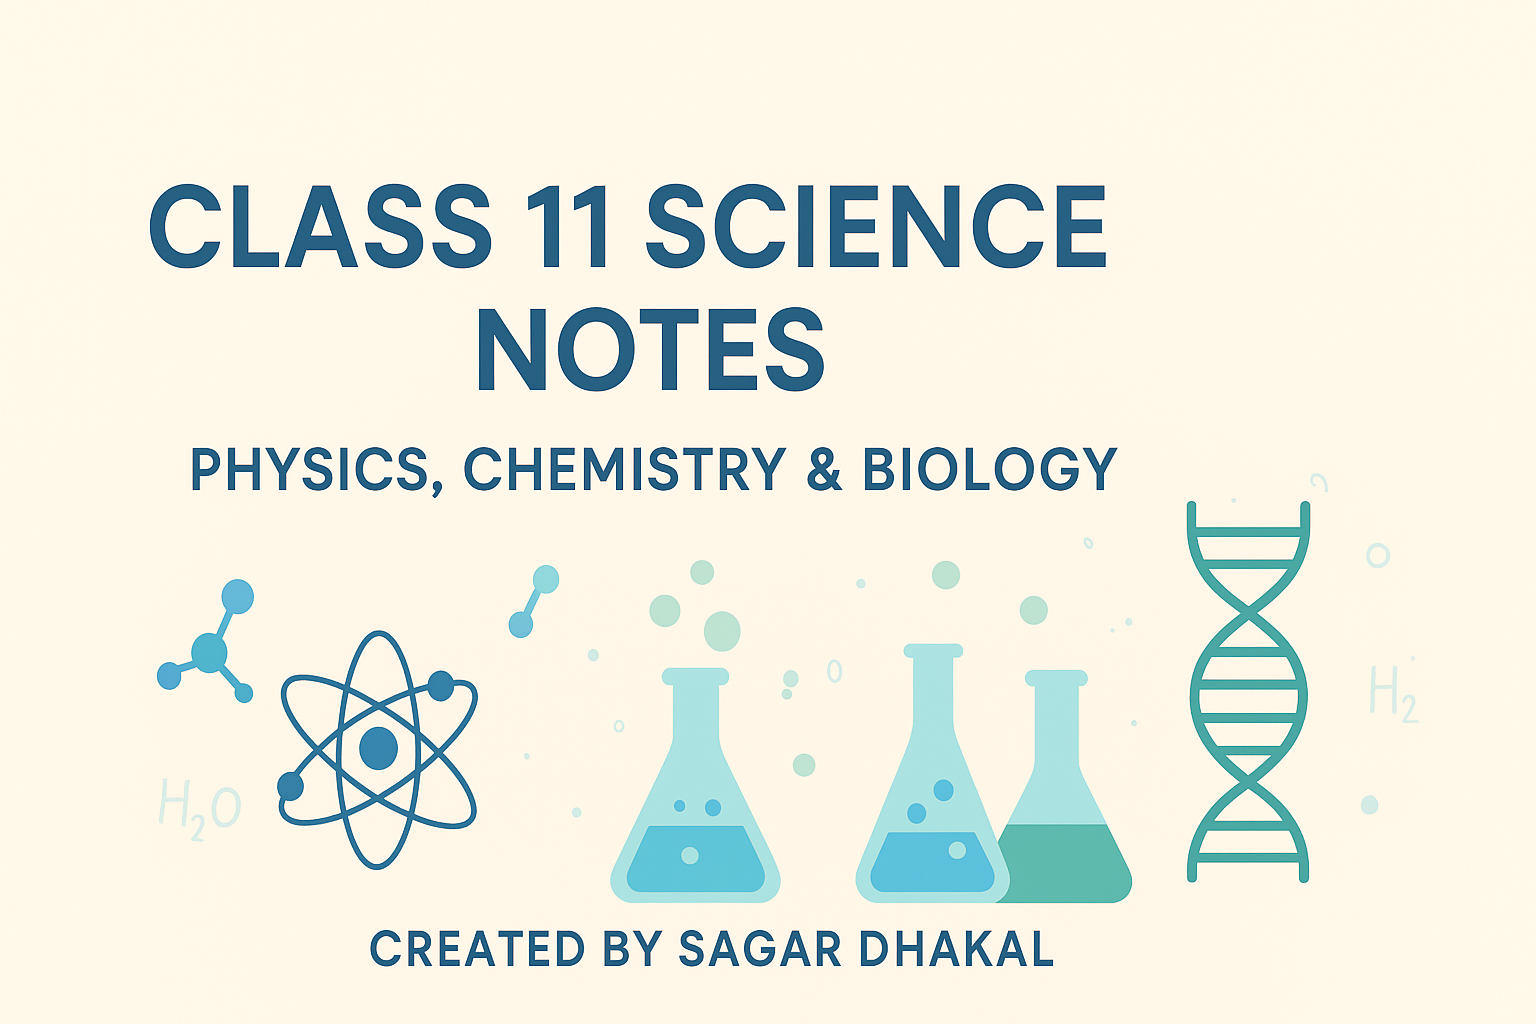 CLASS 11 SCIENCE
NOTES
PHYSICS, CHEMISTRY & BIOLOGY
O
H₂
H₂O
CREATED BY SAGAR DHAKAL